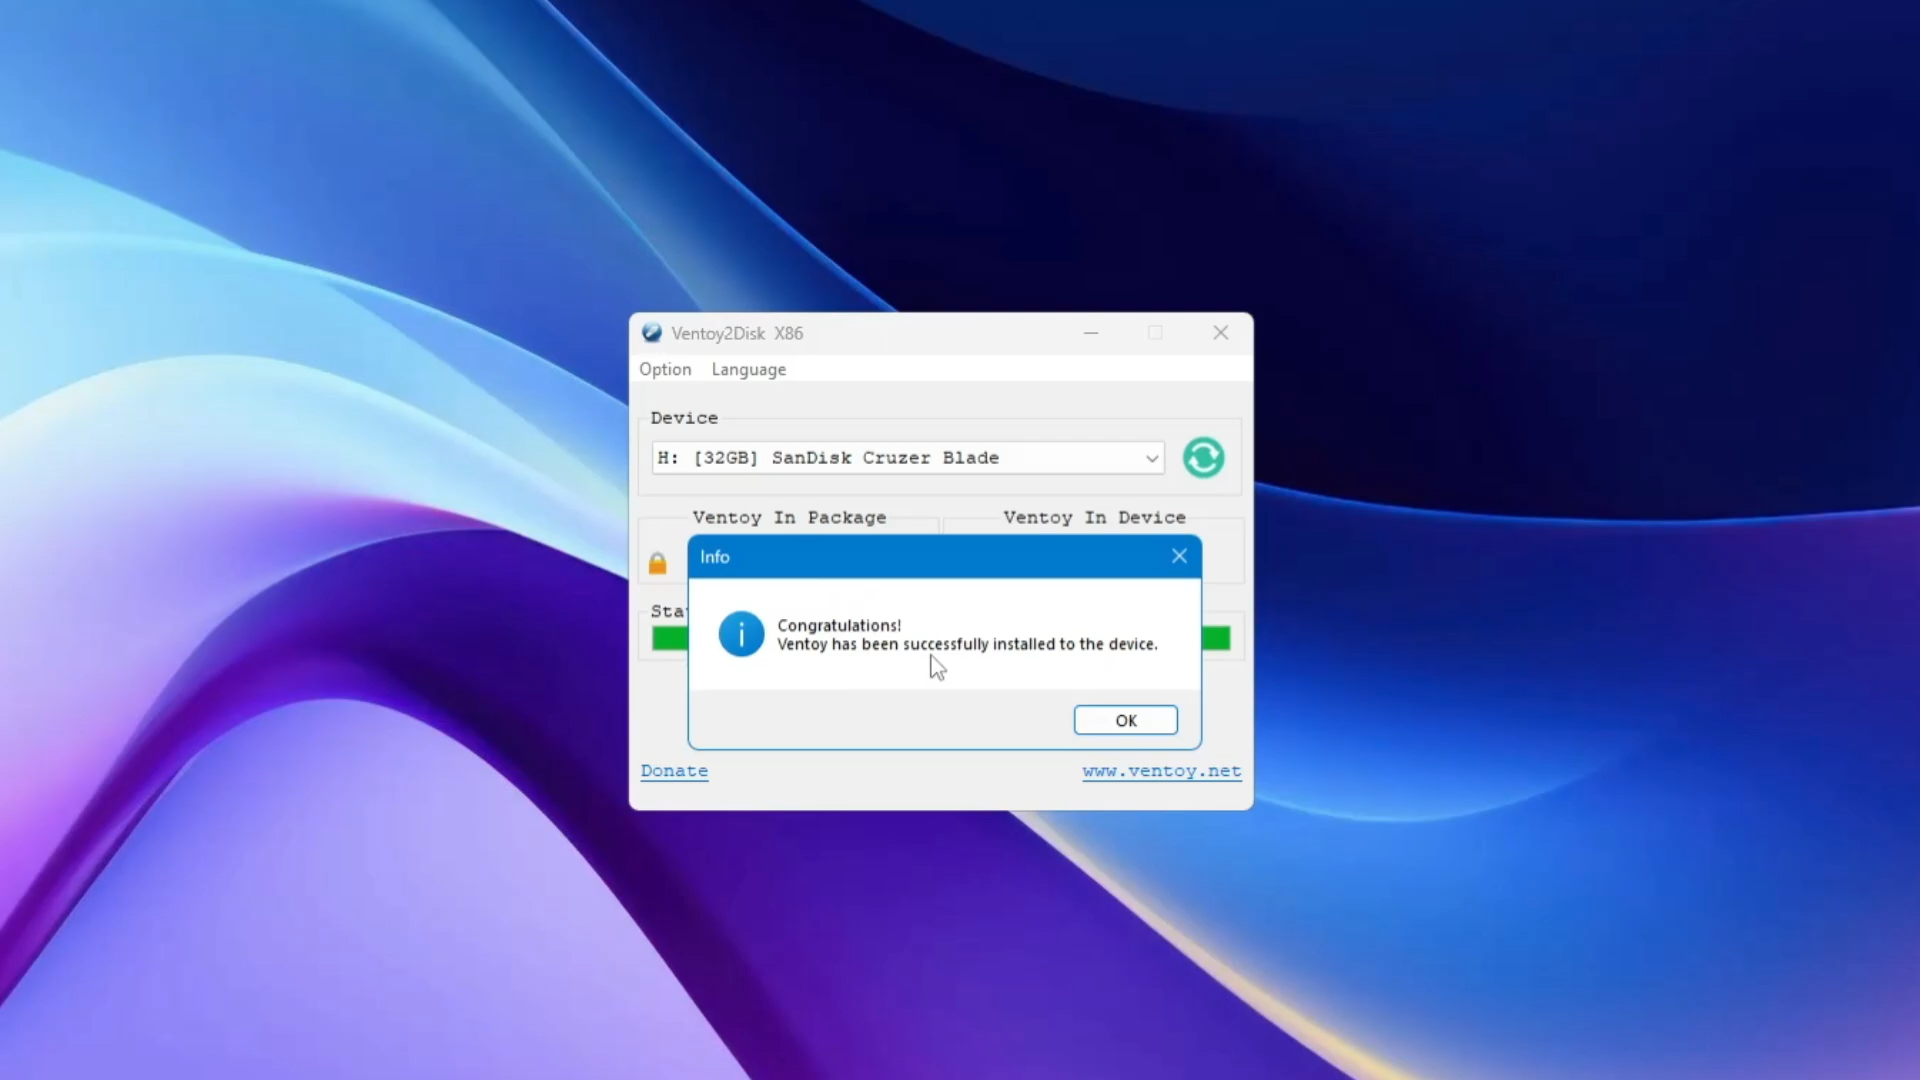 Ventoy2Disk X86
Option Language
Device
H: [32GB] SanDisk Cruzer Blade
Ventoy In Package Ventoy In Device
Info
Congratulations!
Ventoy has been successfully installed to the device.
OK
Donate www.ventoy.net